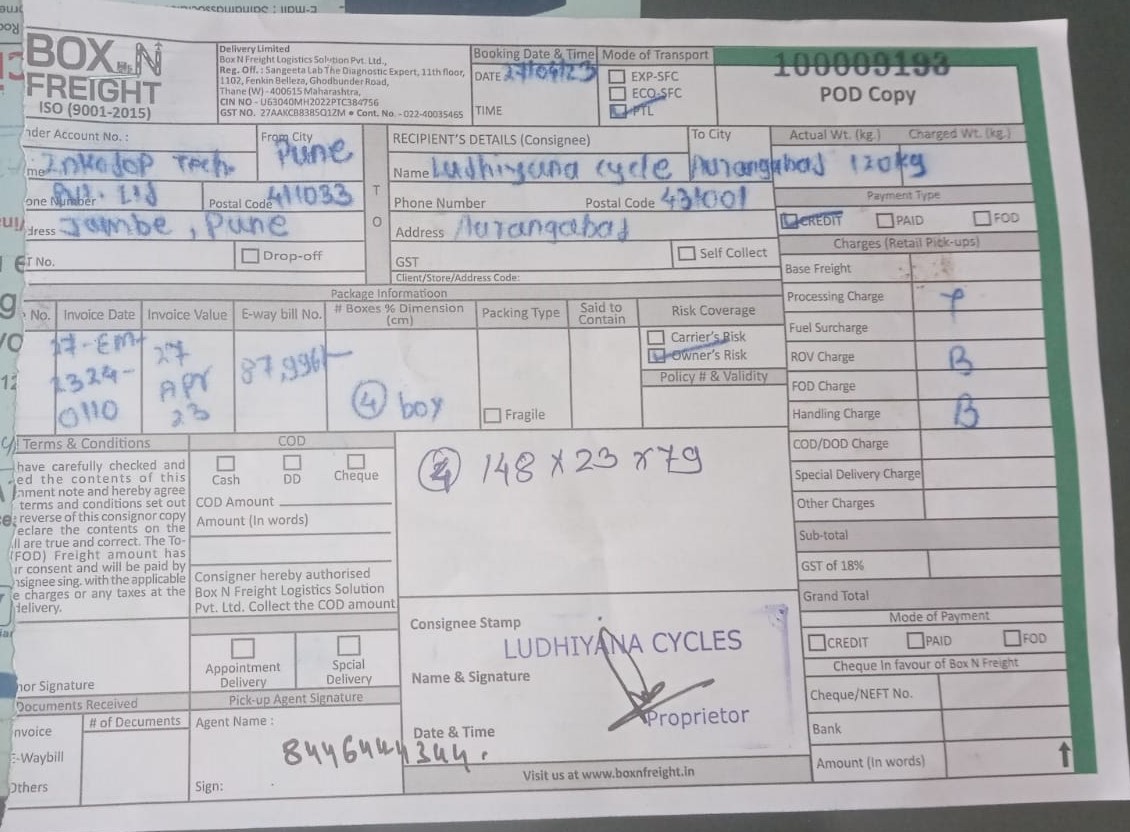 BOX N
FREIGHT
ISO (9001-2015)
Delivery Limited
Box N Freight Logistics Solution Pvt. Ltd.,
Reg. Off. : Sangeeta Lab The Diagnostic Expert, 11th floor,
1102, Fenkin Belleza, Ghodbunder Road,
Thane (W) - 400615 Maharashtra,
CIN NO - U63040MH2022PTC384756
GST NO. 27AAKCB8385Q1ZM • Cont. No. - 022-40035465
Booking Date & Time
DATE 27/04/23
TIME
Mode of Transport
EXP-SFC
ECO-SFC
PTL
100009193
POD Copy
nder Account No. :
From City
Pune
me Inkodop Tech.
Pvt. Ltd
one Number
Postal Code 411033
dress Jambe, Pune
T No.
Drop-off
T
O
RECIPIENT'S DETAILS (Consignee)
To City
Name Ludhiyana cycle Aurangabad
Phone Number
Postal Code 431001
Address Aurangabad
GST
Self Collect
Client/Store/Address Code:
Actual Wt. (kg.) Charged Wt. (kg.)
120kg
Payment Type
CREDIT PAID FOD
Charges (Retail Pick-ups)
Base Freight
Processing Charge
Fuel Surcharge
ROV Charge B
FOD Charge
Handling Charge B
COD/DOD Charge
Special Delivery Charge
Other Charges
Sub-total
GST of 18%
Grand Total
Mode of Payment
CREDIT PAID FOD
Cheque In favour of Box N Freight
Cheque/NEFT No.
Bank
Amount (In words)
Package Informatioon
No. Invoice Date Invoice Value E-way bill No. # Boxes % Dimension (cm) Packing Type Said to Contain Risk Coverage
17-EM-
2324-
0110
27
APR
23
87,996/-
4 box
Fragile
Carrier's Risk
Owner's Risk
Policy # & Validity
4 148 x 23 x 79
Terms & Conditions
have carefully checked and
ed the contents of this
nment note and hereby agree
terms and conditions set out
reverse of this consignor copy
eclare the contents on the
ll are true and correct. The To-
(FOD) Freight amount has
ur consent and will be paid by
nsignee sing. with the applicable
e charges or any taxes at the
delivery.
COD
Cash DD Cheque
COD Amount
Amount (In words)
Consigner hereby authorised
Box N Freight Logistics Solution
Pvt. Ltd. Collect the COD amount
Appointment Delivery
Spcial Delivery
nor Signature
Documents Received
# of Decuments
nvoice
E-Waybill
Others
Pick-up Agent Signature
Agent Name :
8446444344.
Sign:
Consignee Stamp
LUDHIYANA CYCLES
Name & Signature
Proprietor
Date & Time
Visit us at www.boxnfreight.in